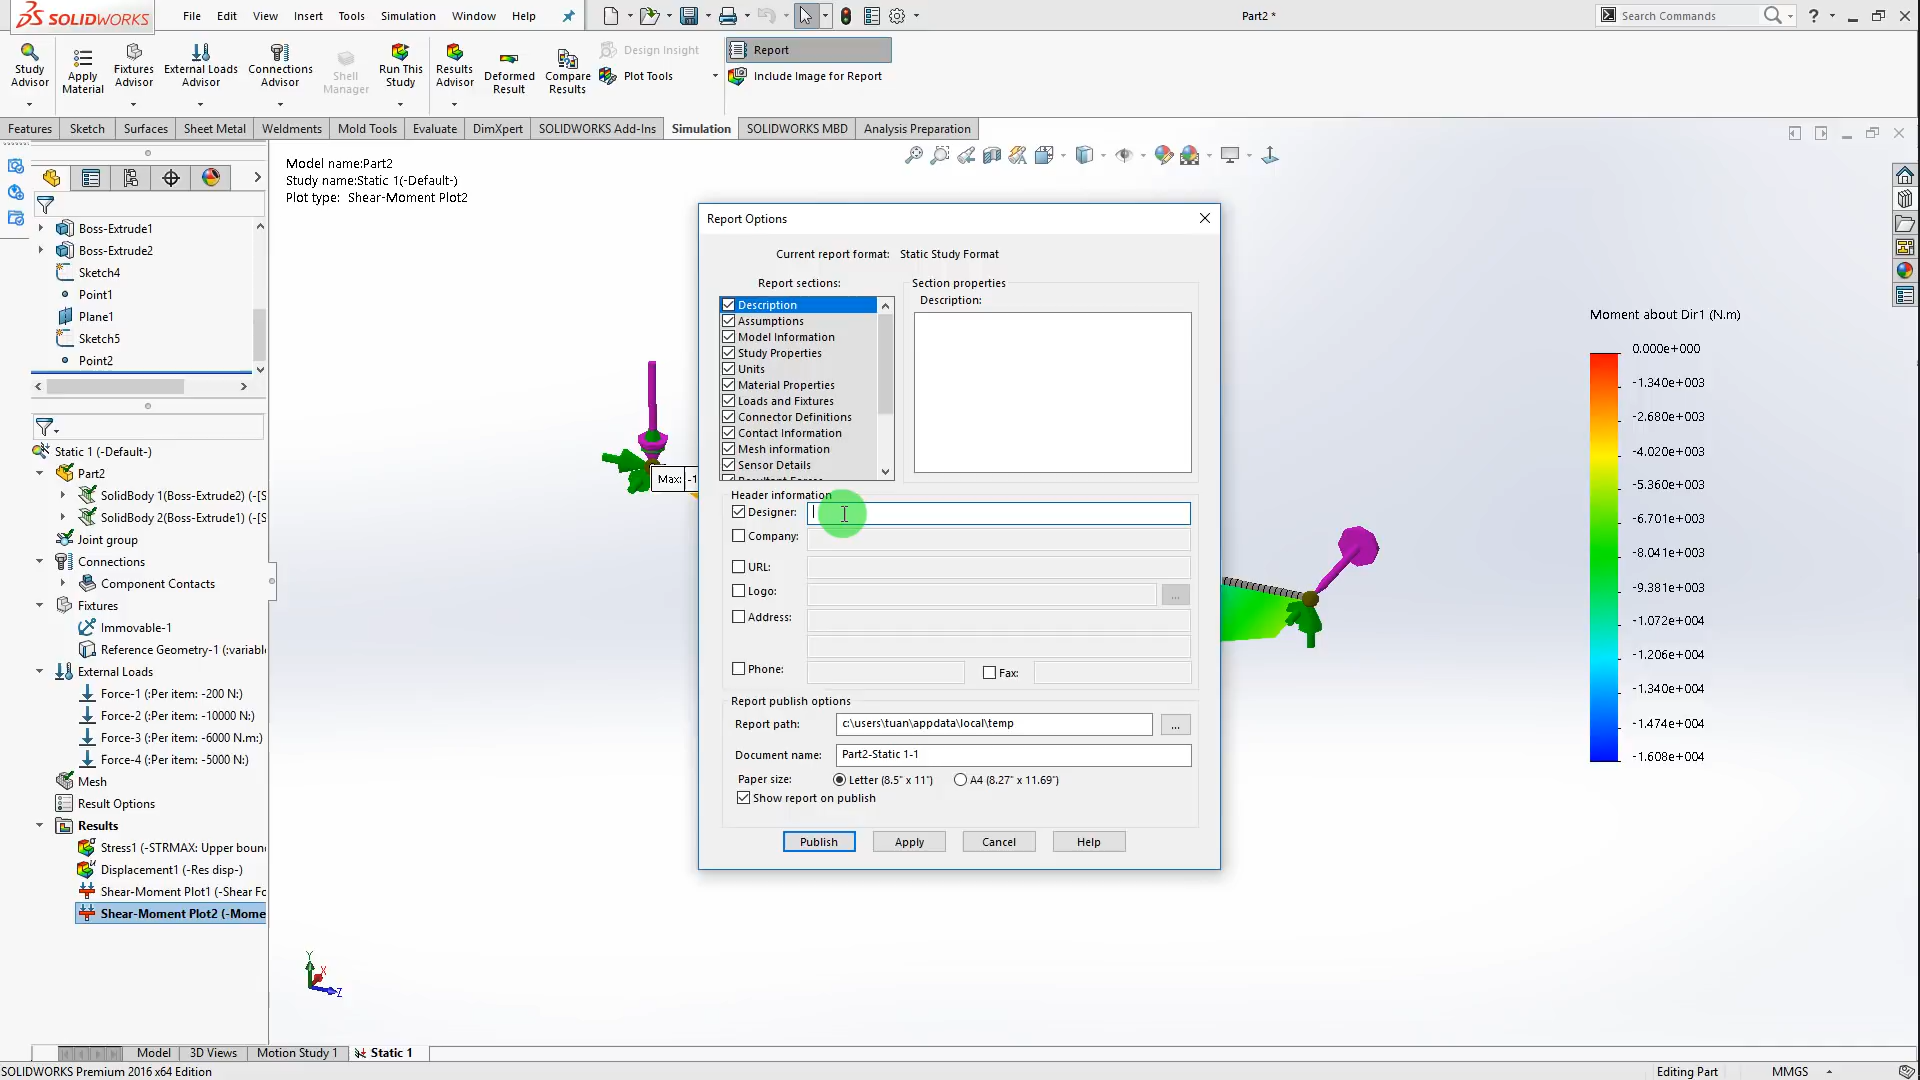 SOLIDWORKS
File Edit View Insert Tools Simulation Window Help
Part2 *
Search Commands
Study Advisor
Apply Material
Fixtures Advisor
External Loads Advisor
Connections Advisor
Shell Manager
Run This Study
Results Advisor
Deformed Result
Compare Results
Design Insight
Plot Tools
Report
Include Image for Report
Features Sketch Surfaces Sheet Metal Weldments Mold Tools Evaluate DimXpert SOLIDWORKS Add-Ins Simulation SOLIDWORKS MBD Analysis Preparation
Model name:Part2
Study name:Static 1(-Default-)
Plot type: Shear-Moment Plot2
Boss-Extrude1
Boss-Extrude2
Sketch4
Point1
Plane1
Sketch5
Point2
Static 1 (-Default-)
Part2
SolidBody 1(Boss-Extrude2) (-[S
SolidBody 2(Boss-Extrude1) (-[S
Joint group
Connections
Component Contacts
Fixtures
Immovable-1
Reference Geometry-1 (:variabl
External Loads
Force-1 (:Per item: -200 N:)
Force-2 (:Per item: -10000 N:)
Force-3 (:Per item: -6000 N.m:)
Force-4 (:Per item: -5000 N:)
Mesh
Result Options
Results
Stress1 (-STRMAX: Upper boun
Displacement1 (-Res disp-)
Shear-Moment Plot1 (-Shear Fo
Shear-Moment Plot2 (-Mome
Max: -1
Report Options
Current report format: Static Study Format
Report sections:
Description
Assumptions
Model Information
Study Properties
Units
Material Properties
Loads and Fixtures
Connector Definitions
Contact Information
Mesh information
Sensor Details
Section properties
Description:
Header information
Designer:
Company:
URL:
Logo:
...
Address:
Phone:
Fax:
Report publish options
Report path: c:\users\tuan\appdata\local\temp
...
Document name: Part2-Static 1-1
Paper size: Letter (8.5" x 11") A4 (8.27" x 11.69")
Show report on publish
Publish Apply Cancel Help
Moment about Dir1 (N.m)
0.000e+000
-1.340e+003
-2.680e+003
-4.020e+003
-5.360e+003
-6.701e+003
-8.041e+003
-9.381e+003
-1.072e+004
-1.206e+004
-1.340e+004
-1.474e+004
-1.608e+004
Y
X
Z
Model 3D Views Motion Study 1 Static 1
SOLIDWORKS Premium 2016 x64 Edition
Editing Part
MMGS